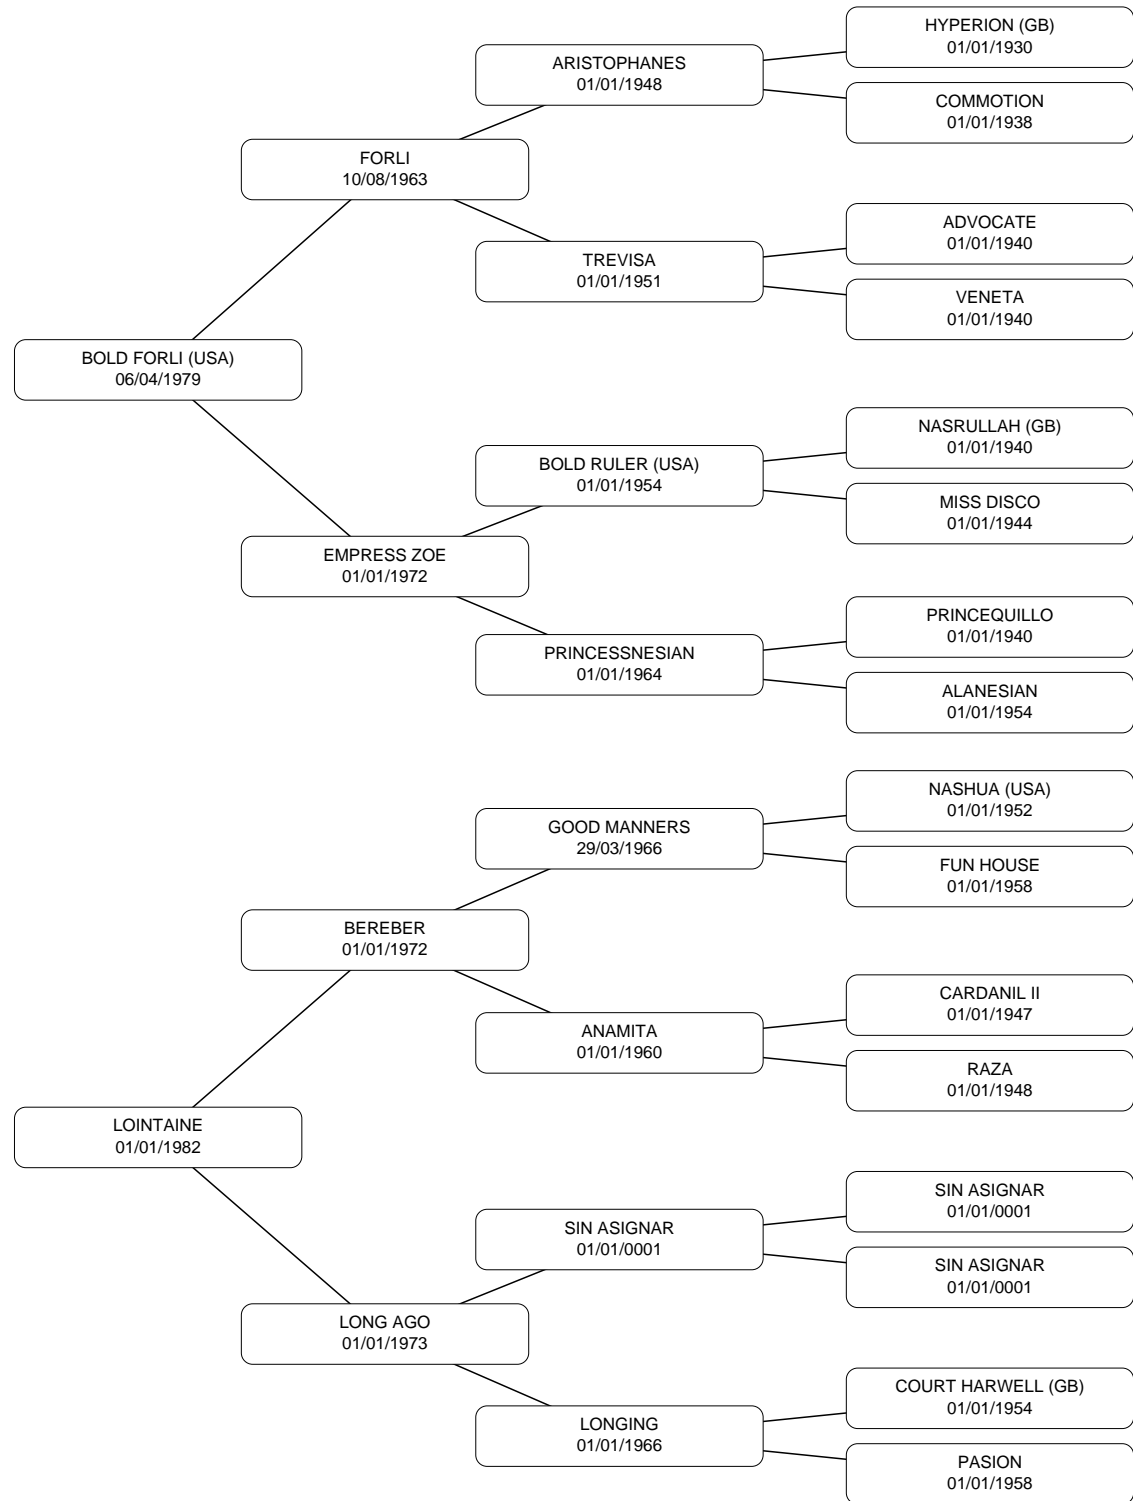 HYPERION (GB)
01/01/1930
ARISTOPHANES
01/01/1948
COMMOTION
01/01/1938
FORLI
10/08/1963
ADVOCATE
01/01/1940
TREVISA
01/01/1951
VENETA
01/01/1940
BOLD FORLI (USA)
06/04/1979
NASRULLAH (GB)
01/01/1940
BOLD RULER (USA)
01/01/1954
MISS DISCO
01/01/1944
EMPRESS ZOE
01/01/1972
PRINCEQUILLO
01/01/1940
PRINCESSNESIAN
01/01/1964
ALANESIAN
01/01/1954
NASHUA (USA)
01/01/1952
GOOD MANNERS
29/03/1966
FUN HOUSE
01/01/1958
BEREBER
01/01/1972
CARDANIL II
01/01/1947
ANAMITA
01/01/1960
RAZA
01/01/1948
LOINTAINE
01/01/1982
SIN ASIGNAR
01/01/0001
SIN ASIGNAR
01/01/0001
SIN ASIGNAR
01/01/0001
LONG AGO
01/01/1973
COURT HARWELL (GB)
01/01/1954
LONGING
01/01/1966
PASION
01/01/1958